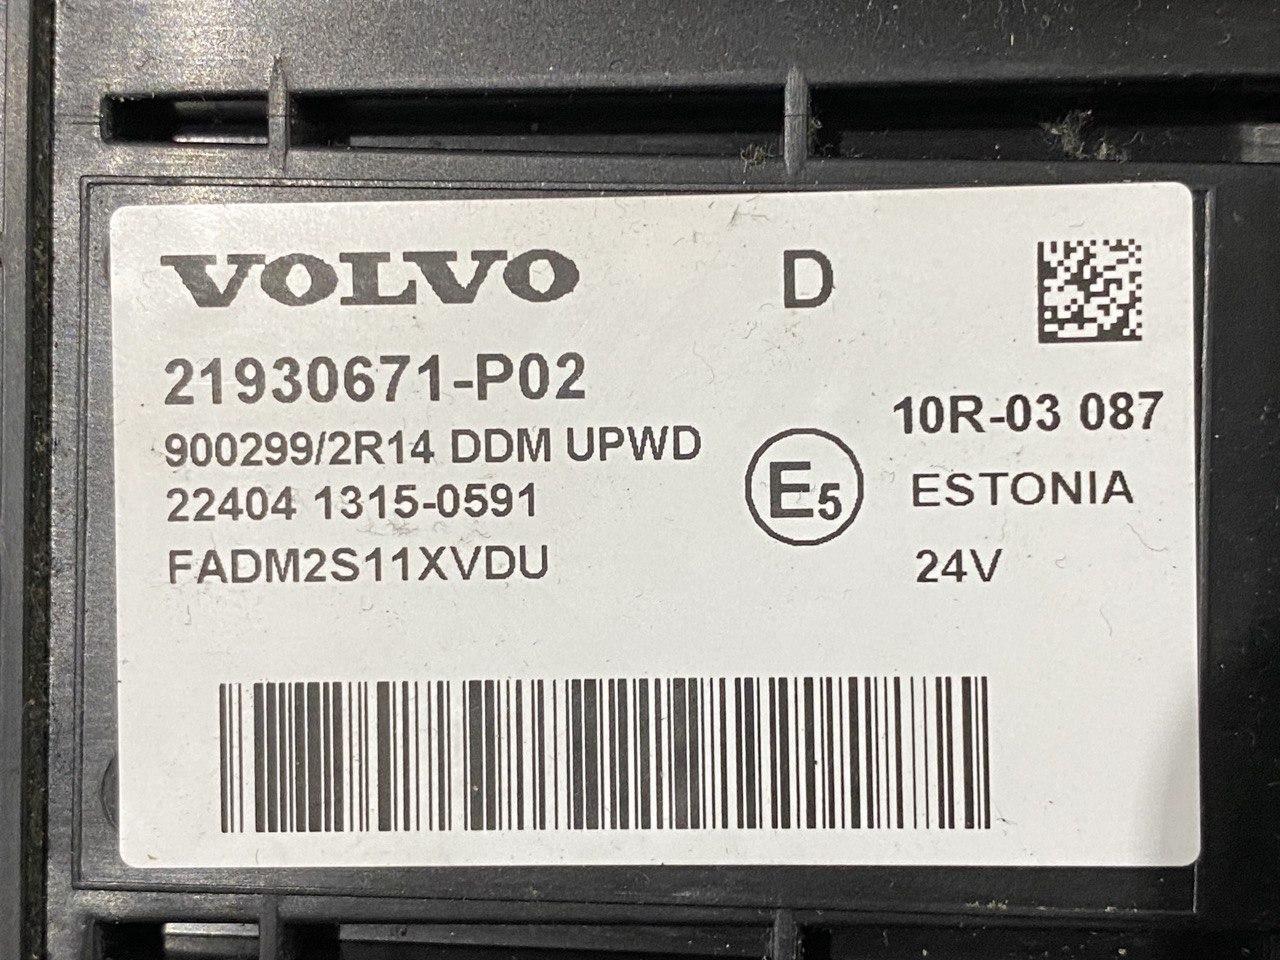 VOLVO D
21930671-P02
10R-03 087
900299/2R14 DDM UPWD
22404 1315-0591
E5 ESTONIA
FADM2S11XVDU
24V